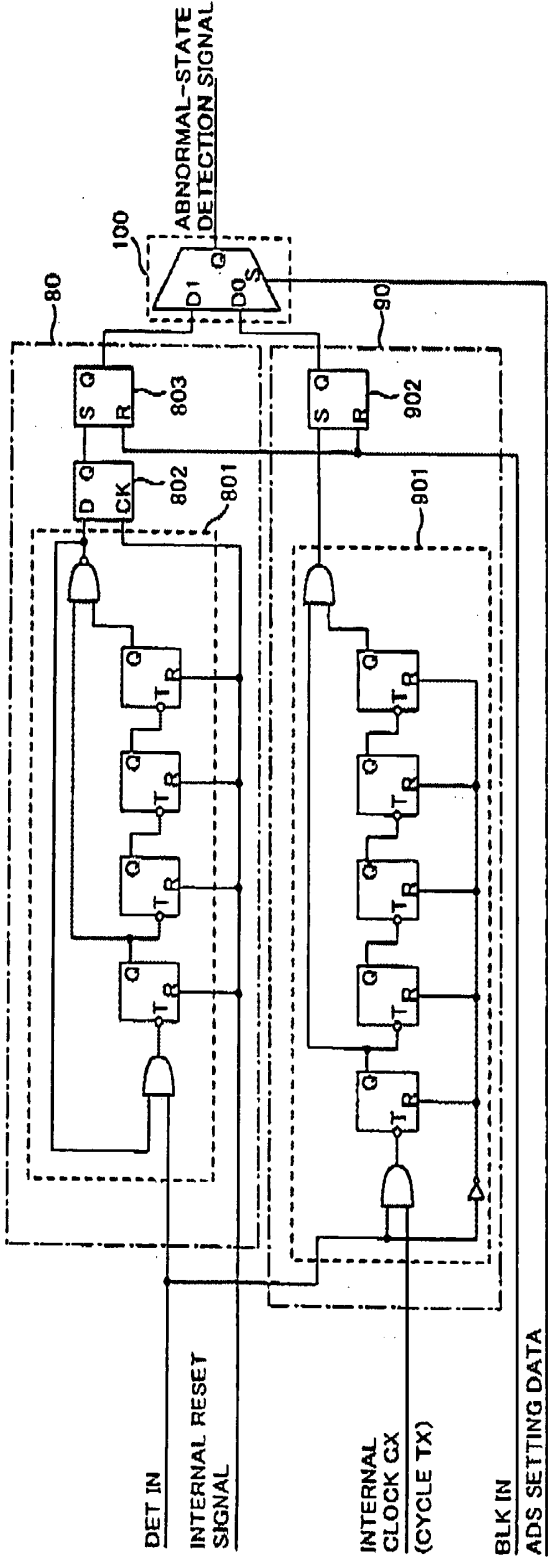 ABNORMAL-STATE
DETECTION SIGNAL
100
Q
D1
D0
S
80
90
S Q
R
803
D Q
CK
802
801
Q T R
Q T R
Q T R
Q T R
S Q
R
902
901
Q T R
Q T R
Q T R
Q T R
Q T R
DET IN
INTERNAL RESET
SIGNAL
INTERNAL
CLOCK CX
(CYCLE TX)
BLK IN
ADS SETTING DATA